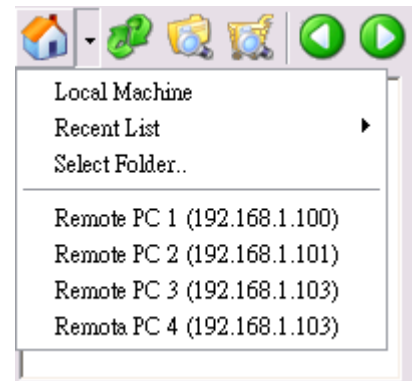 Local Machine
Recent List
Select Folder..
Remote PC 1 (192.168.1.100)
Remote PC 2 (192.168.1.101)
Remote PC 3 (192.168.1.103)
Remota PC 4 (192.168.1.103)